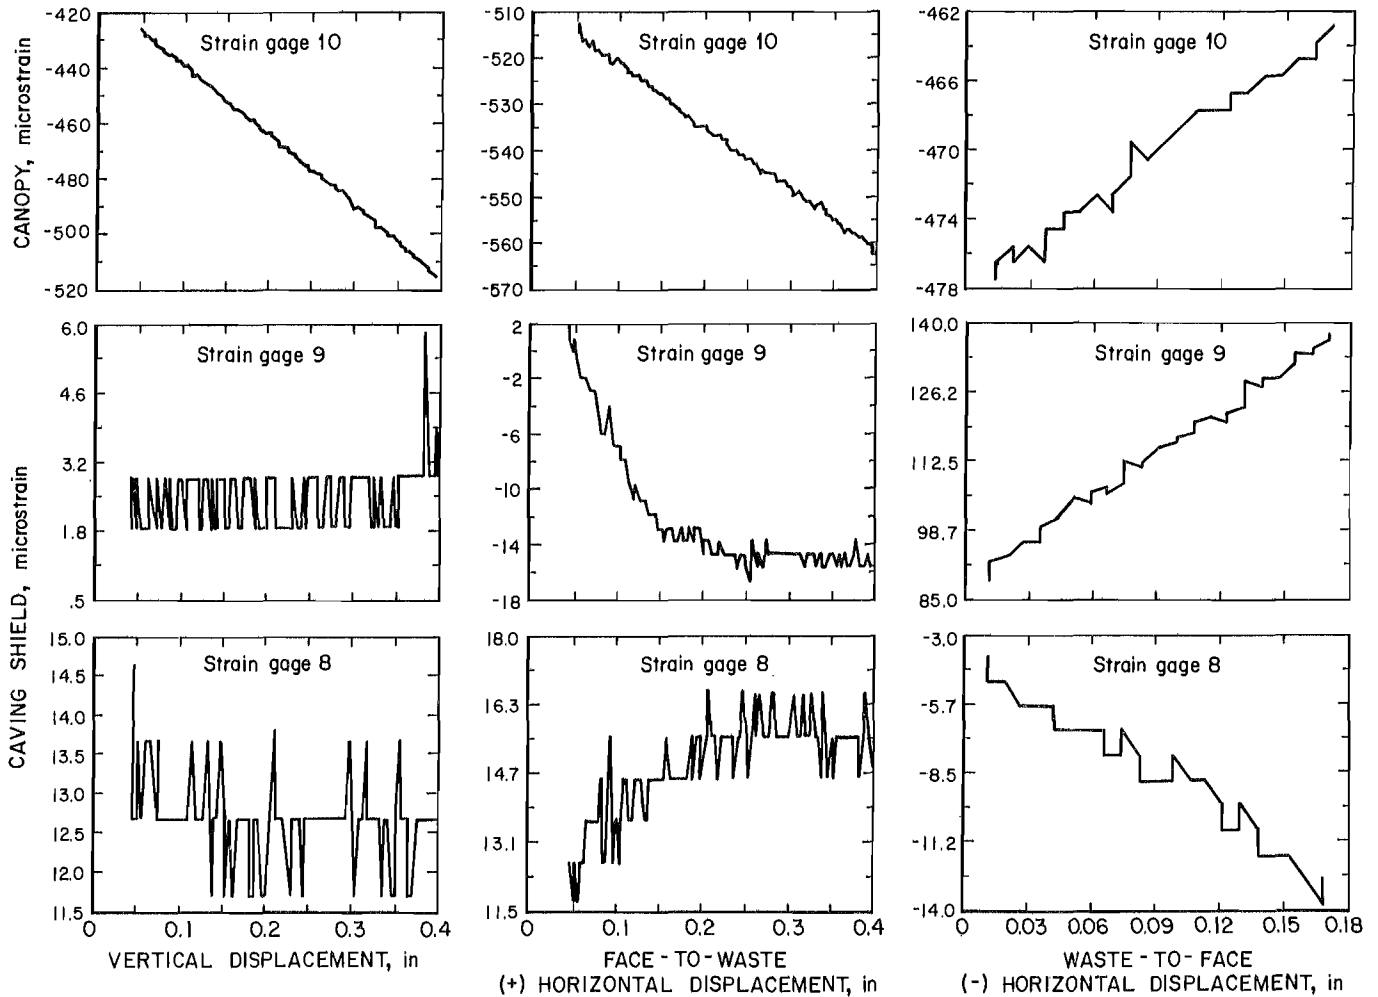 CANOPY, microstrain
-420
-440
-460
-480
-500
-520
Strain gage 10
-510
-520
-530
-540
-550
-560
-570
Strain gage 10
-462
-466
-470
-474
-478
Strain gage 10
CAVING SHIELD, microstrain
6.0
4.6
3.2
1.8
.5
Strain gage 9
2
-2
-6
-10
-14
-18
Strain gage 9
140.0
126.2
112.5
98.7
85.0
Strain gage 9
15.0
14.5
14.0
13.5
13.0
12.5
12.0
11.5
Strain gage 8
18.0
16.3
14.7
13.1
11.5
Strain gage 8
-3.0
-5.7
-8.5
-11.2
-14.0
Strain gage 8
0 0.1 0.2 0.3 0.4
0 0.1 0.2 0.3 0.4
0 0.03 0.06 0.09 0.12 0.15 0.18
VERTICAL DISPLACEMENT, in
FACE-TO-WASTE
(+) HORIZONTAL DISPLACEMENT, in
WASTE-TO-FACE
(-) HORIZONTAL DISPLACEMENT, in